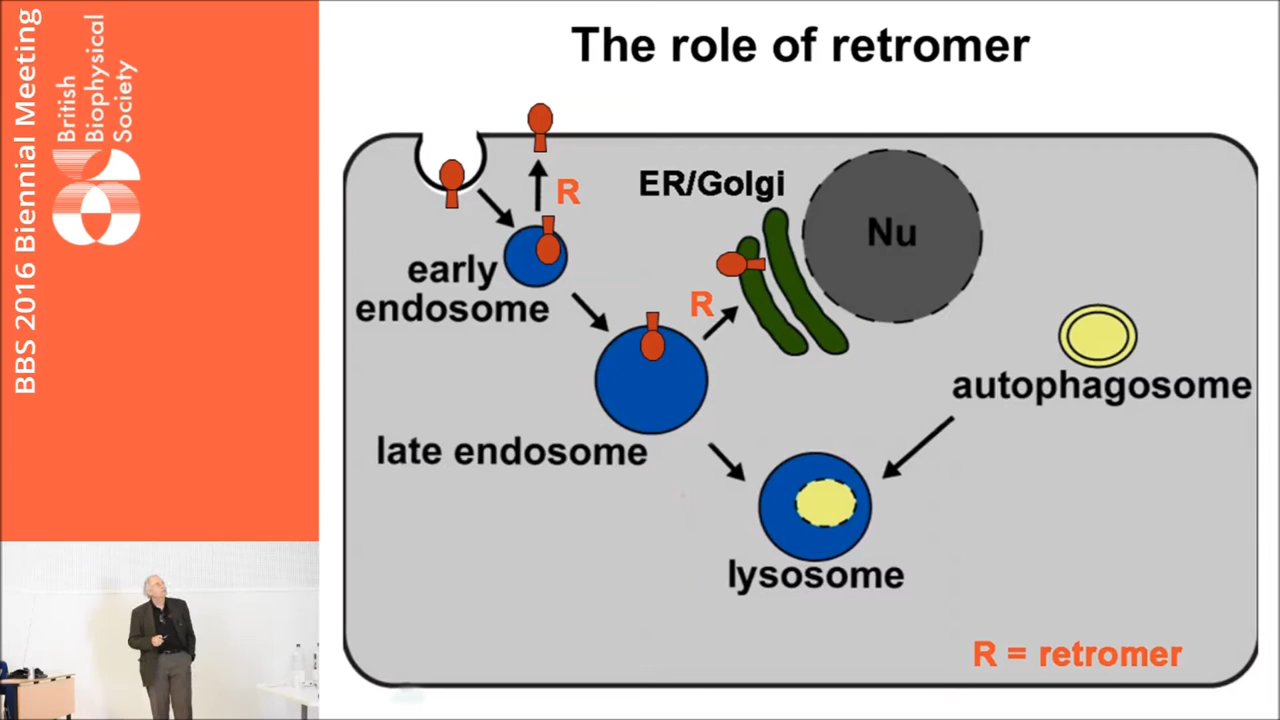 BBS 2016 Biennial Meeting
British
Biophysical
Society
The role of retromer
R
ER/Golgi
Nu
early
endosome
R
autophagosome
late endosome
lysosome
R = retromer